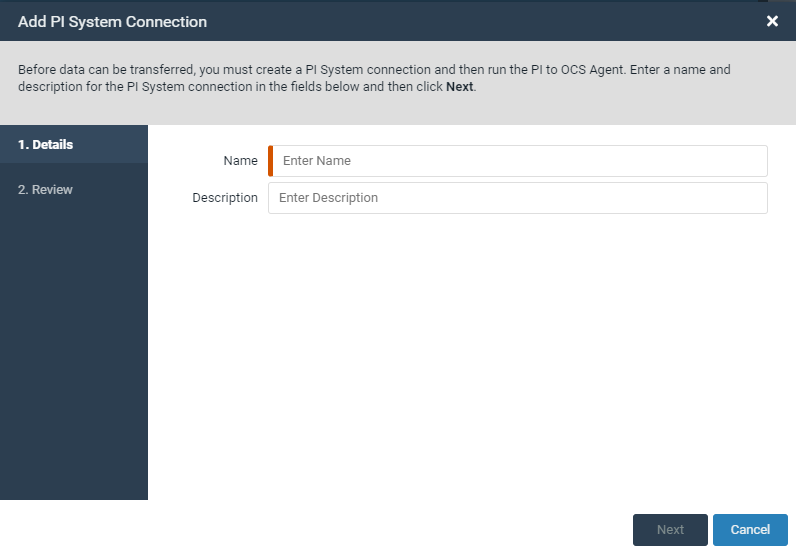 Add PI System Connection
Before data can be transferred, you must create a PI System connection and then run the PI to OCS Agent. Enter a name and
description for the PI System connection in the fields below and then click Next.
1. Details
2. Review
Name
Enter Name
Description
Enter Description
Next
Cancel